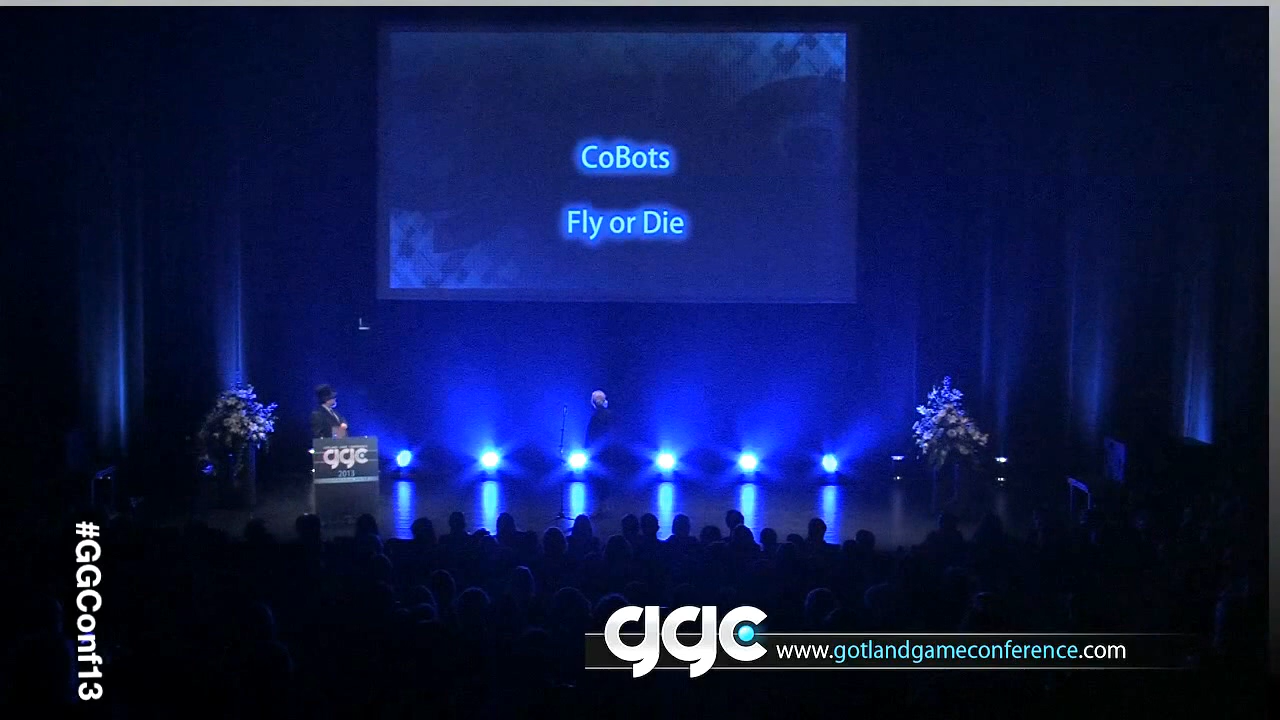 CoBots
Fly or Die
ggc
2013
#GGConf13
ggc
www.gotlandgameconference.com